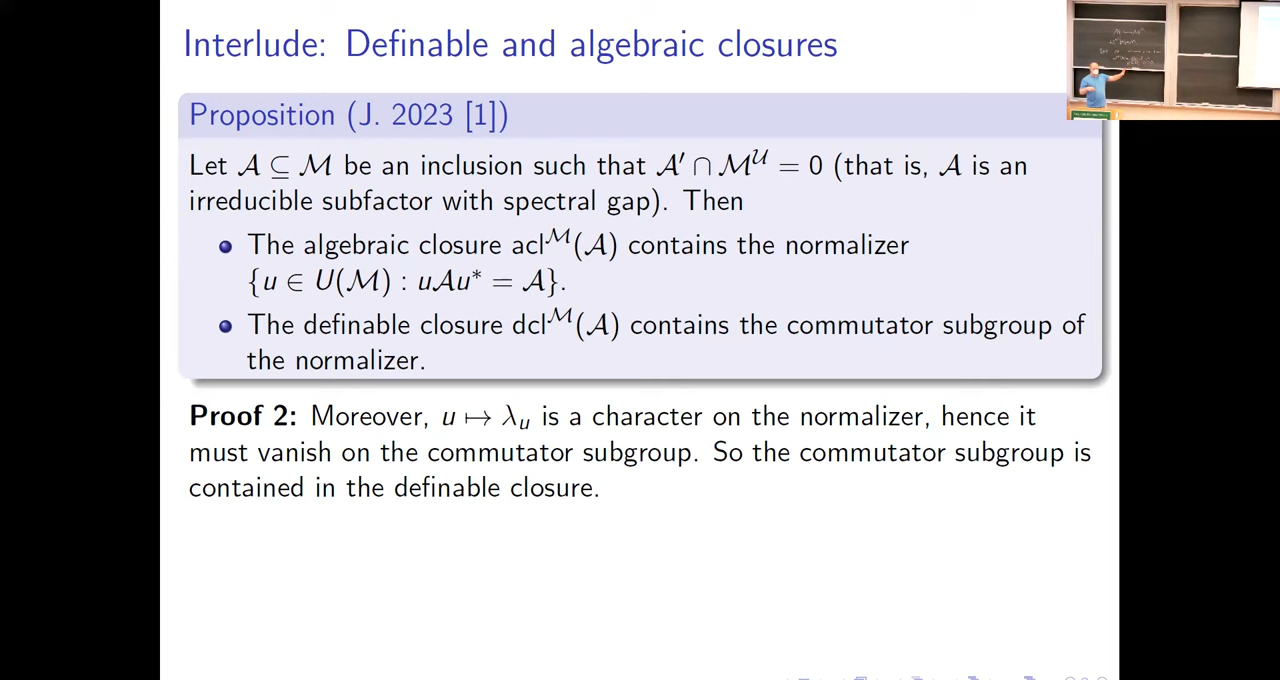 Interlude: Definable and algebraic closures
Proposition (J. 2023 [1])
Let 𝒜 ⊆ ℳ be an inclusion such that 𝒜′ ∩ ℳ^𝒰 = 0 (that is, 𝒜 is an
irreducible subfactor with spectral gap). Then
The algebraic closure acl^ℳ(𝒜) contains the normalizer
{u ∈ U(ℳ) : u𝒜u* = 𝒜}.
The definable closure dcl^ℳ(𝒜) contains the commutator subgroup of
the normalizer.
Proof 2: Moreover, u ↦ λ_u is a character on the normalizer, hence it
must vanish on the commutator subgroup. So the commutator subgroup is
contained in the definable closure.